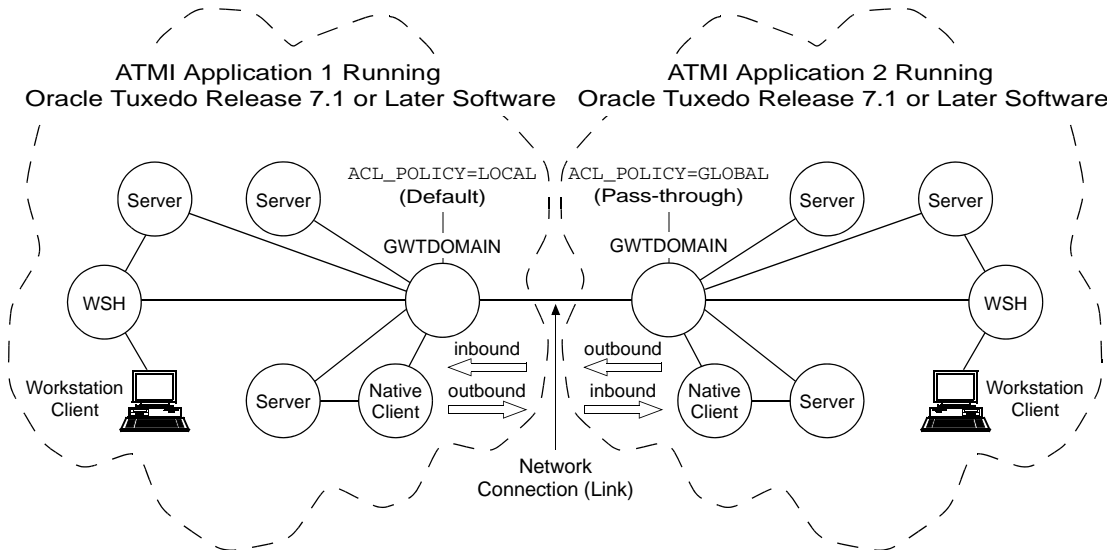 ATMI Application 1 Running
Oracle Tuxedo Release 7.1 or Later Software
ATMI Application 2 Running
Oracle Tuxedo Release 7.1 or Later Software
ACL_POLICY=LOCAL
(Default)
ACL_POLICY=GLOBAL
(Pass-through)
Server
Server
Server
Server
GWTDOMAIN
GWTDOMAIN
WSH
WSH
inbound
outbound
outbound
inbound
Workstation
Client
Server
Native
Client
Native
Client
Server
Workstation
Client
Network
Connection (Link)